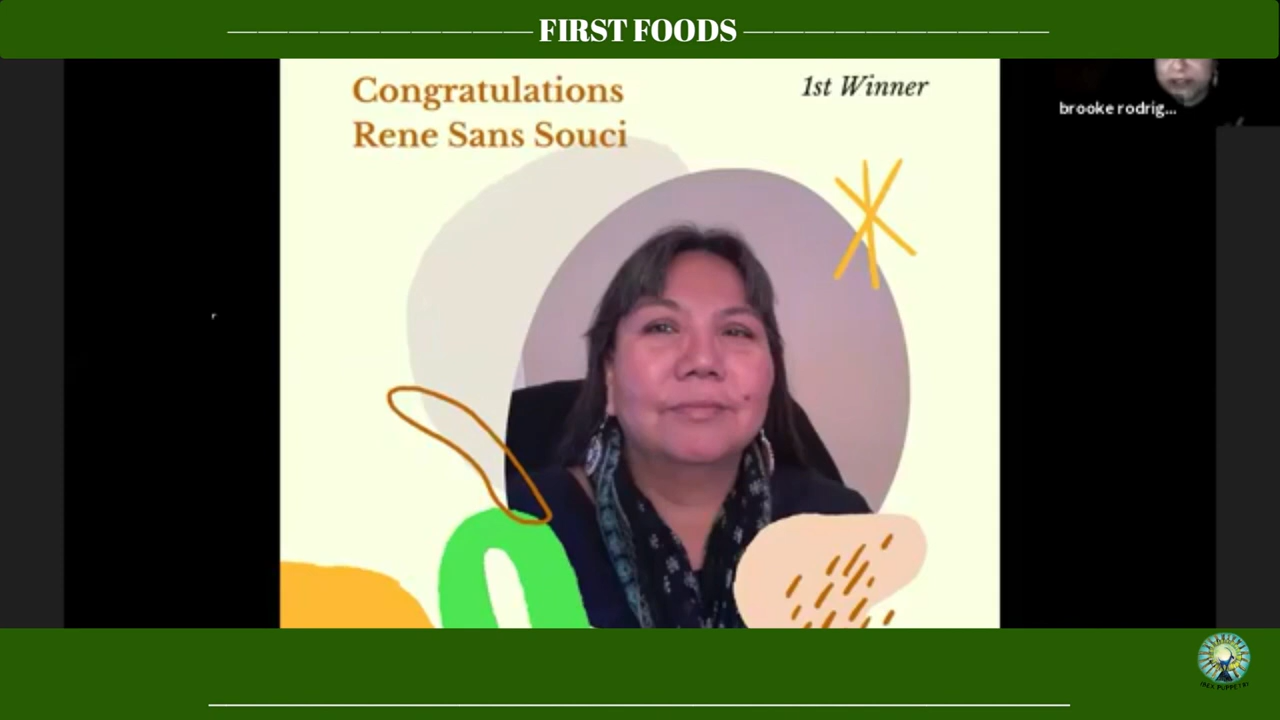 FIRST FOODS
Congratulations
Rene Sans Souci
1st Winner
brooke rodrig...